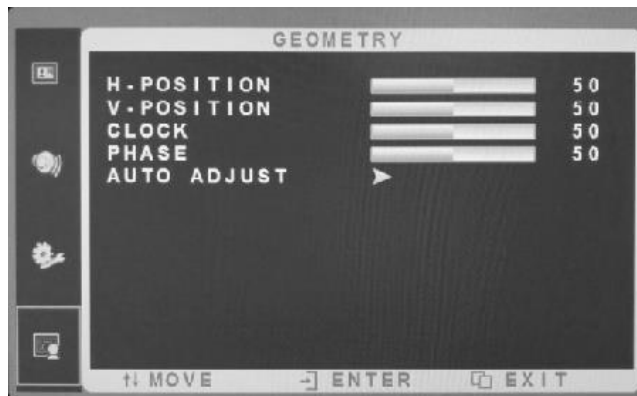 GEOMETRY
H-POSITION 50
V-POSITION 50
CLOCK 50
PHASE 50
AUTO ADJUST
MOVE ENTER EXIT